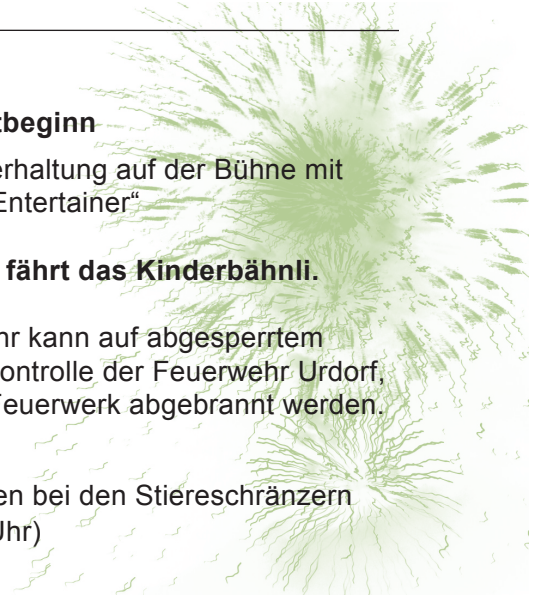 tbeginn
erhaltung auf der Bühne mit
Entertainer“
fährt das Kinderbähnli.
hr kann auf abgesperrtem
ontrolle der Feuerwehr Urdorf,
Feuerwerk abgebrannt werden.
en bei den Stiereschränzern
Uhr)